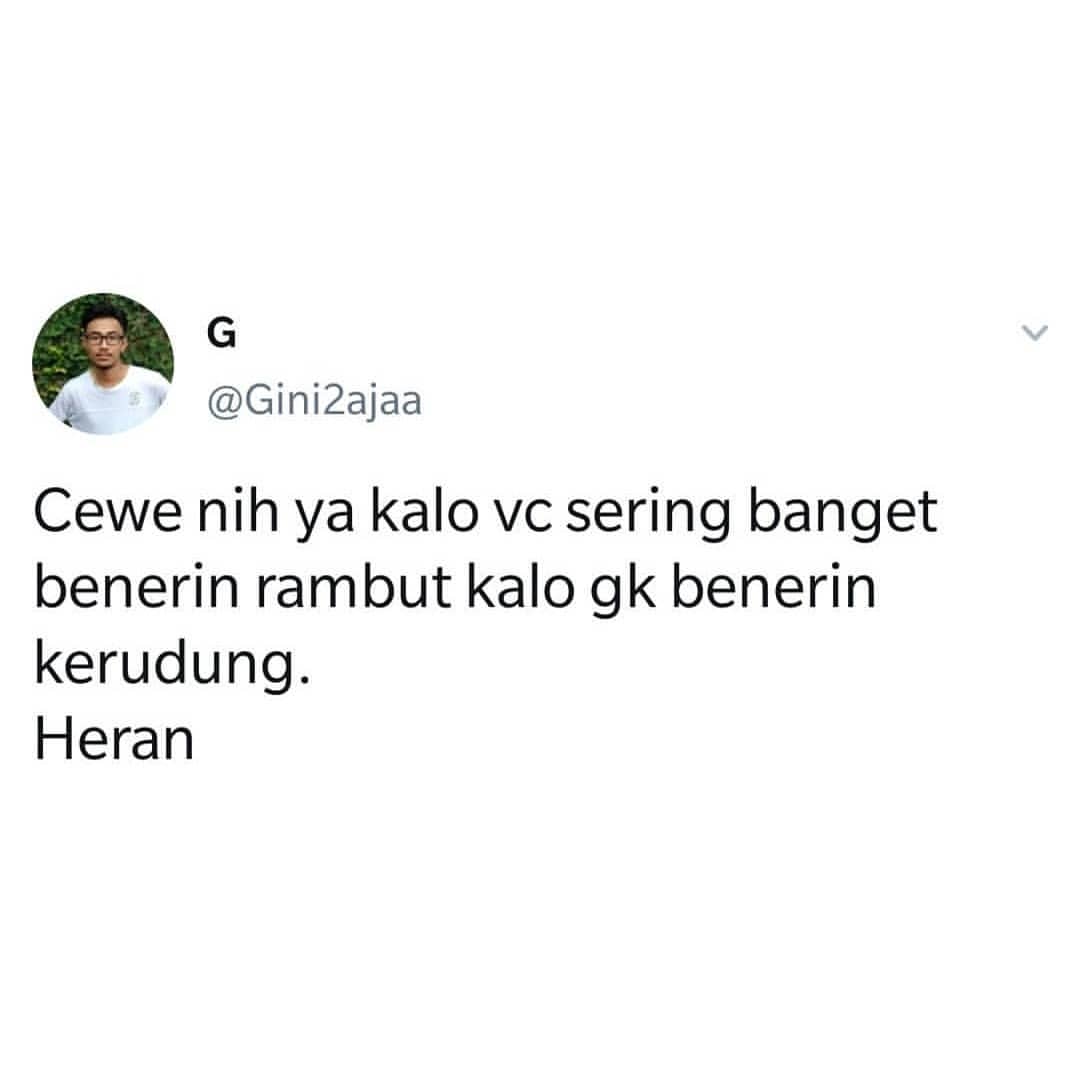 G
@Gini2ajaa
Cewe nih ya kalo vc sering banget
benerin rambut kalo gk benerin
kerudung.
Heran